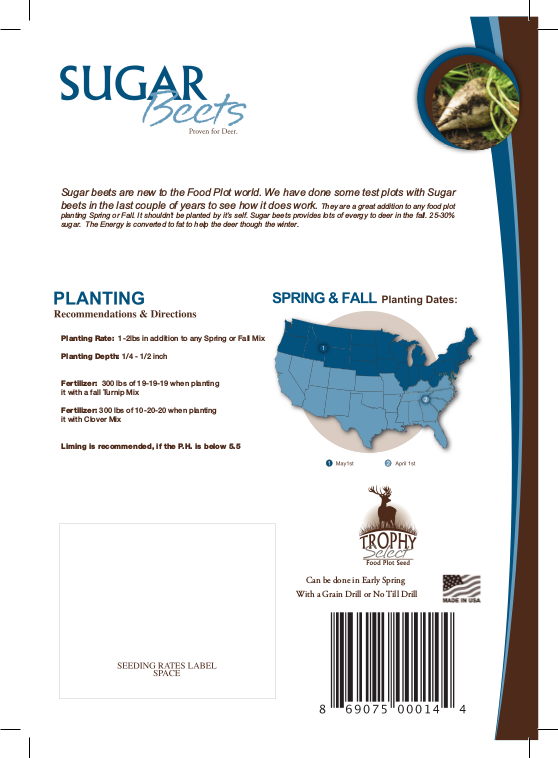 SUGAR
Beets
Proven for Deer.
Sugar beets are new to the Food Plot world. We have done some test plots with Sugar
beets in the last couple of years to see how it does work. They are a great addition to any food plot
planting Spring or Fall. It shouldn't be planted by it's self. Sugar beets provides lots of evergy to deer in the fall. 25-30%
sugar. The Energy is converted to fat to help the deer though the winter.
PLANTING
Recommendations & Directions
Planting Rate: 1-2lbs in addition to any Spring or Fall Mix
Planting Depth: 1/4 - 1/2 inch
Fertilizer: 300 lbs of 19-19-19 when planting
it with a fall Turnip Mix
Fertilizer: 300 lbs of 10-20-20 when planting
it with Clover Mix
Liming is recommended, if the P.H. is below 5.5
SPRING & FALL Planting Dates:
1
2
1 May1st 2 April 1st
TROPHY
Select
Food Plot Seed
Can be done in Early Spring
With a Grain Drill or No Till Drill
MADE IN USA
SEEDING RATES LABEL
SPACE
8 69075 00014 4